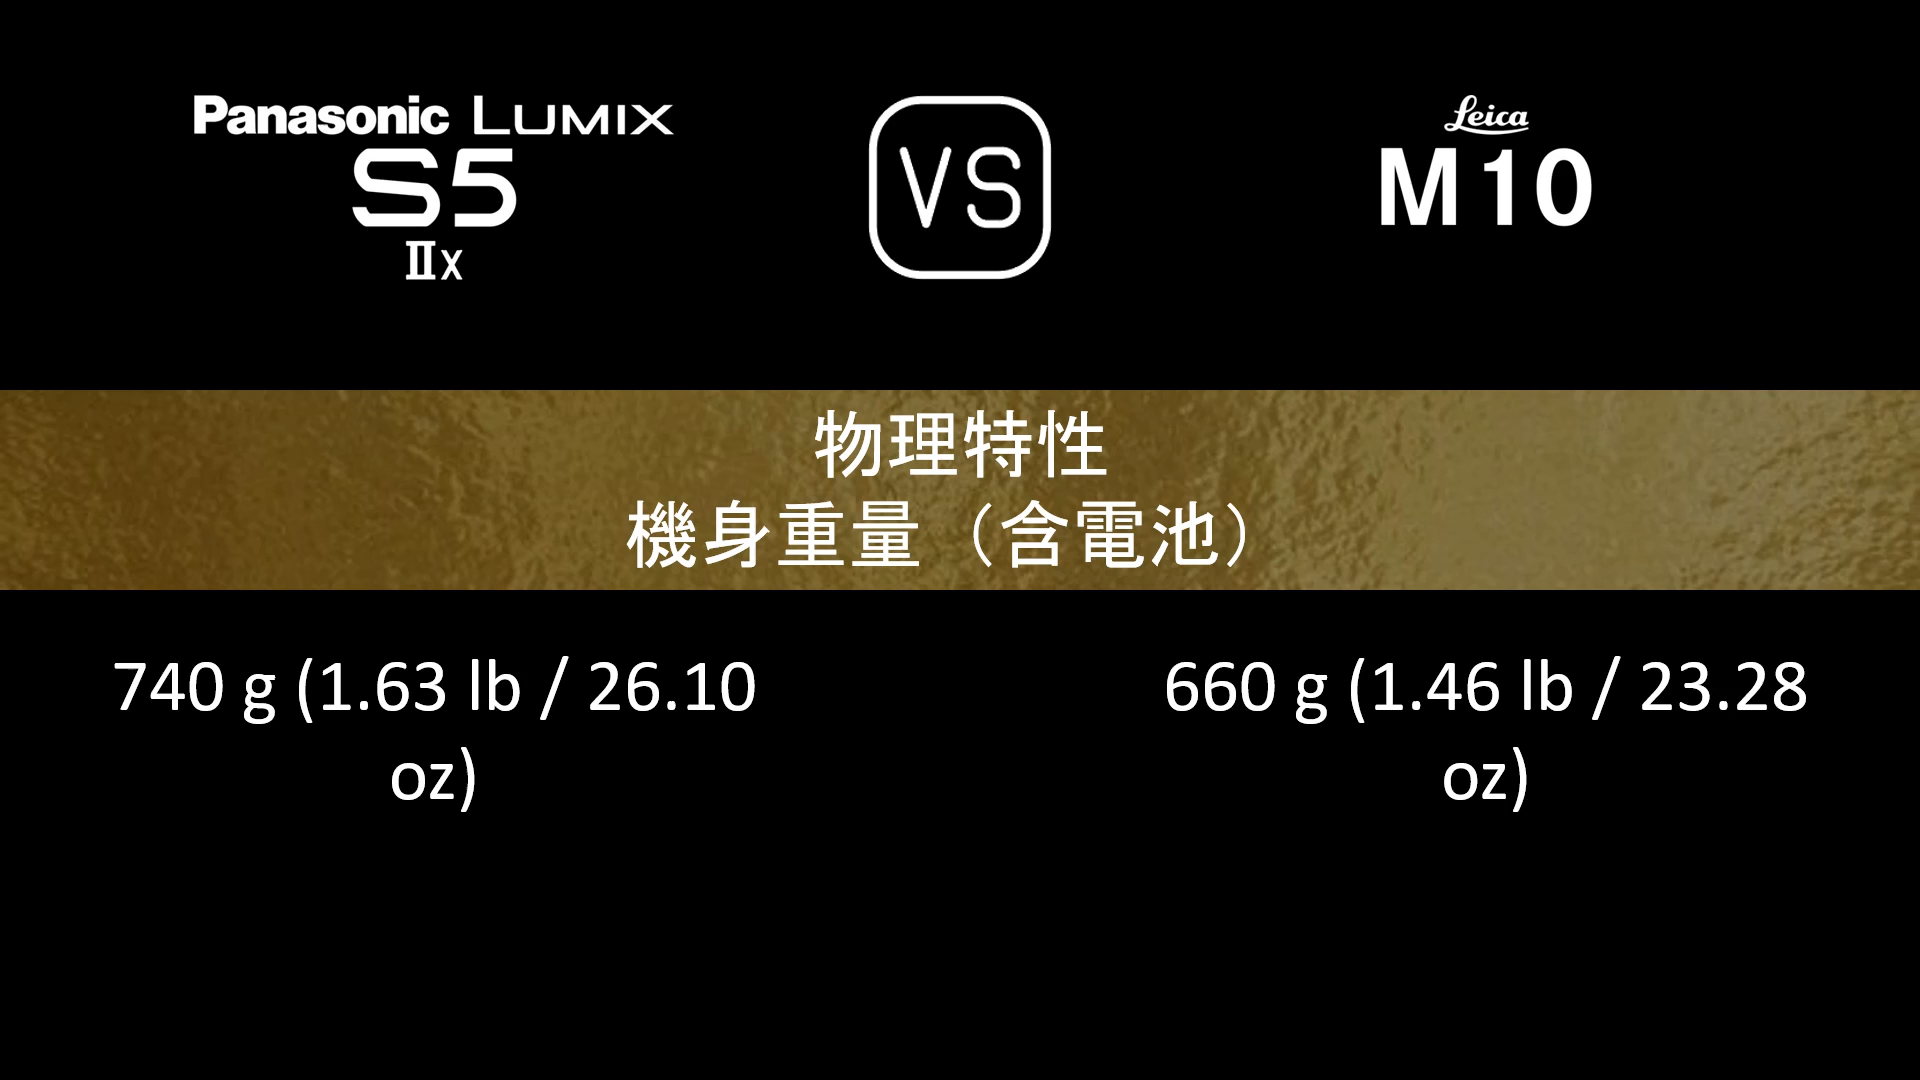 Panasonic LUMIX
S5
IIx
VS
Leica
M10
物理特性
機身重量（含電池）
740 g (1.63 lb / 26.10
oz)
660 g (1.46 lb / 23.28
oz)